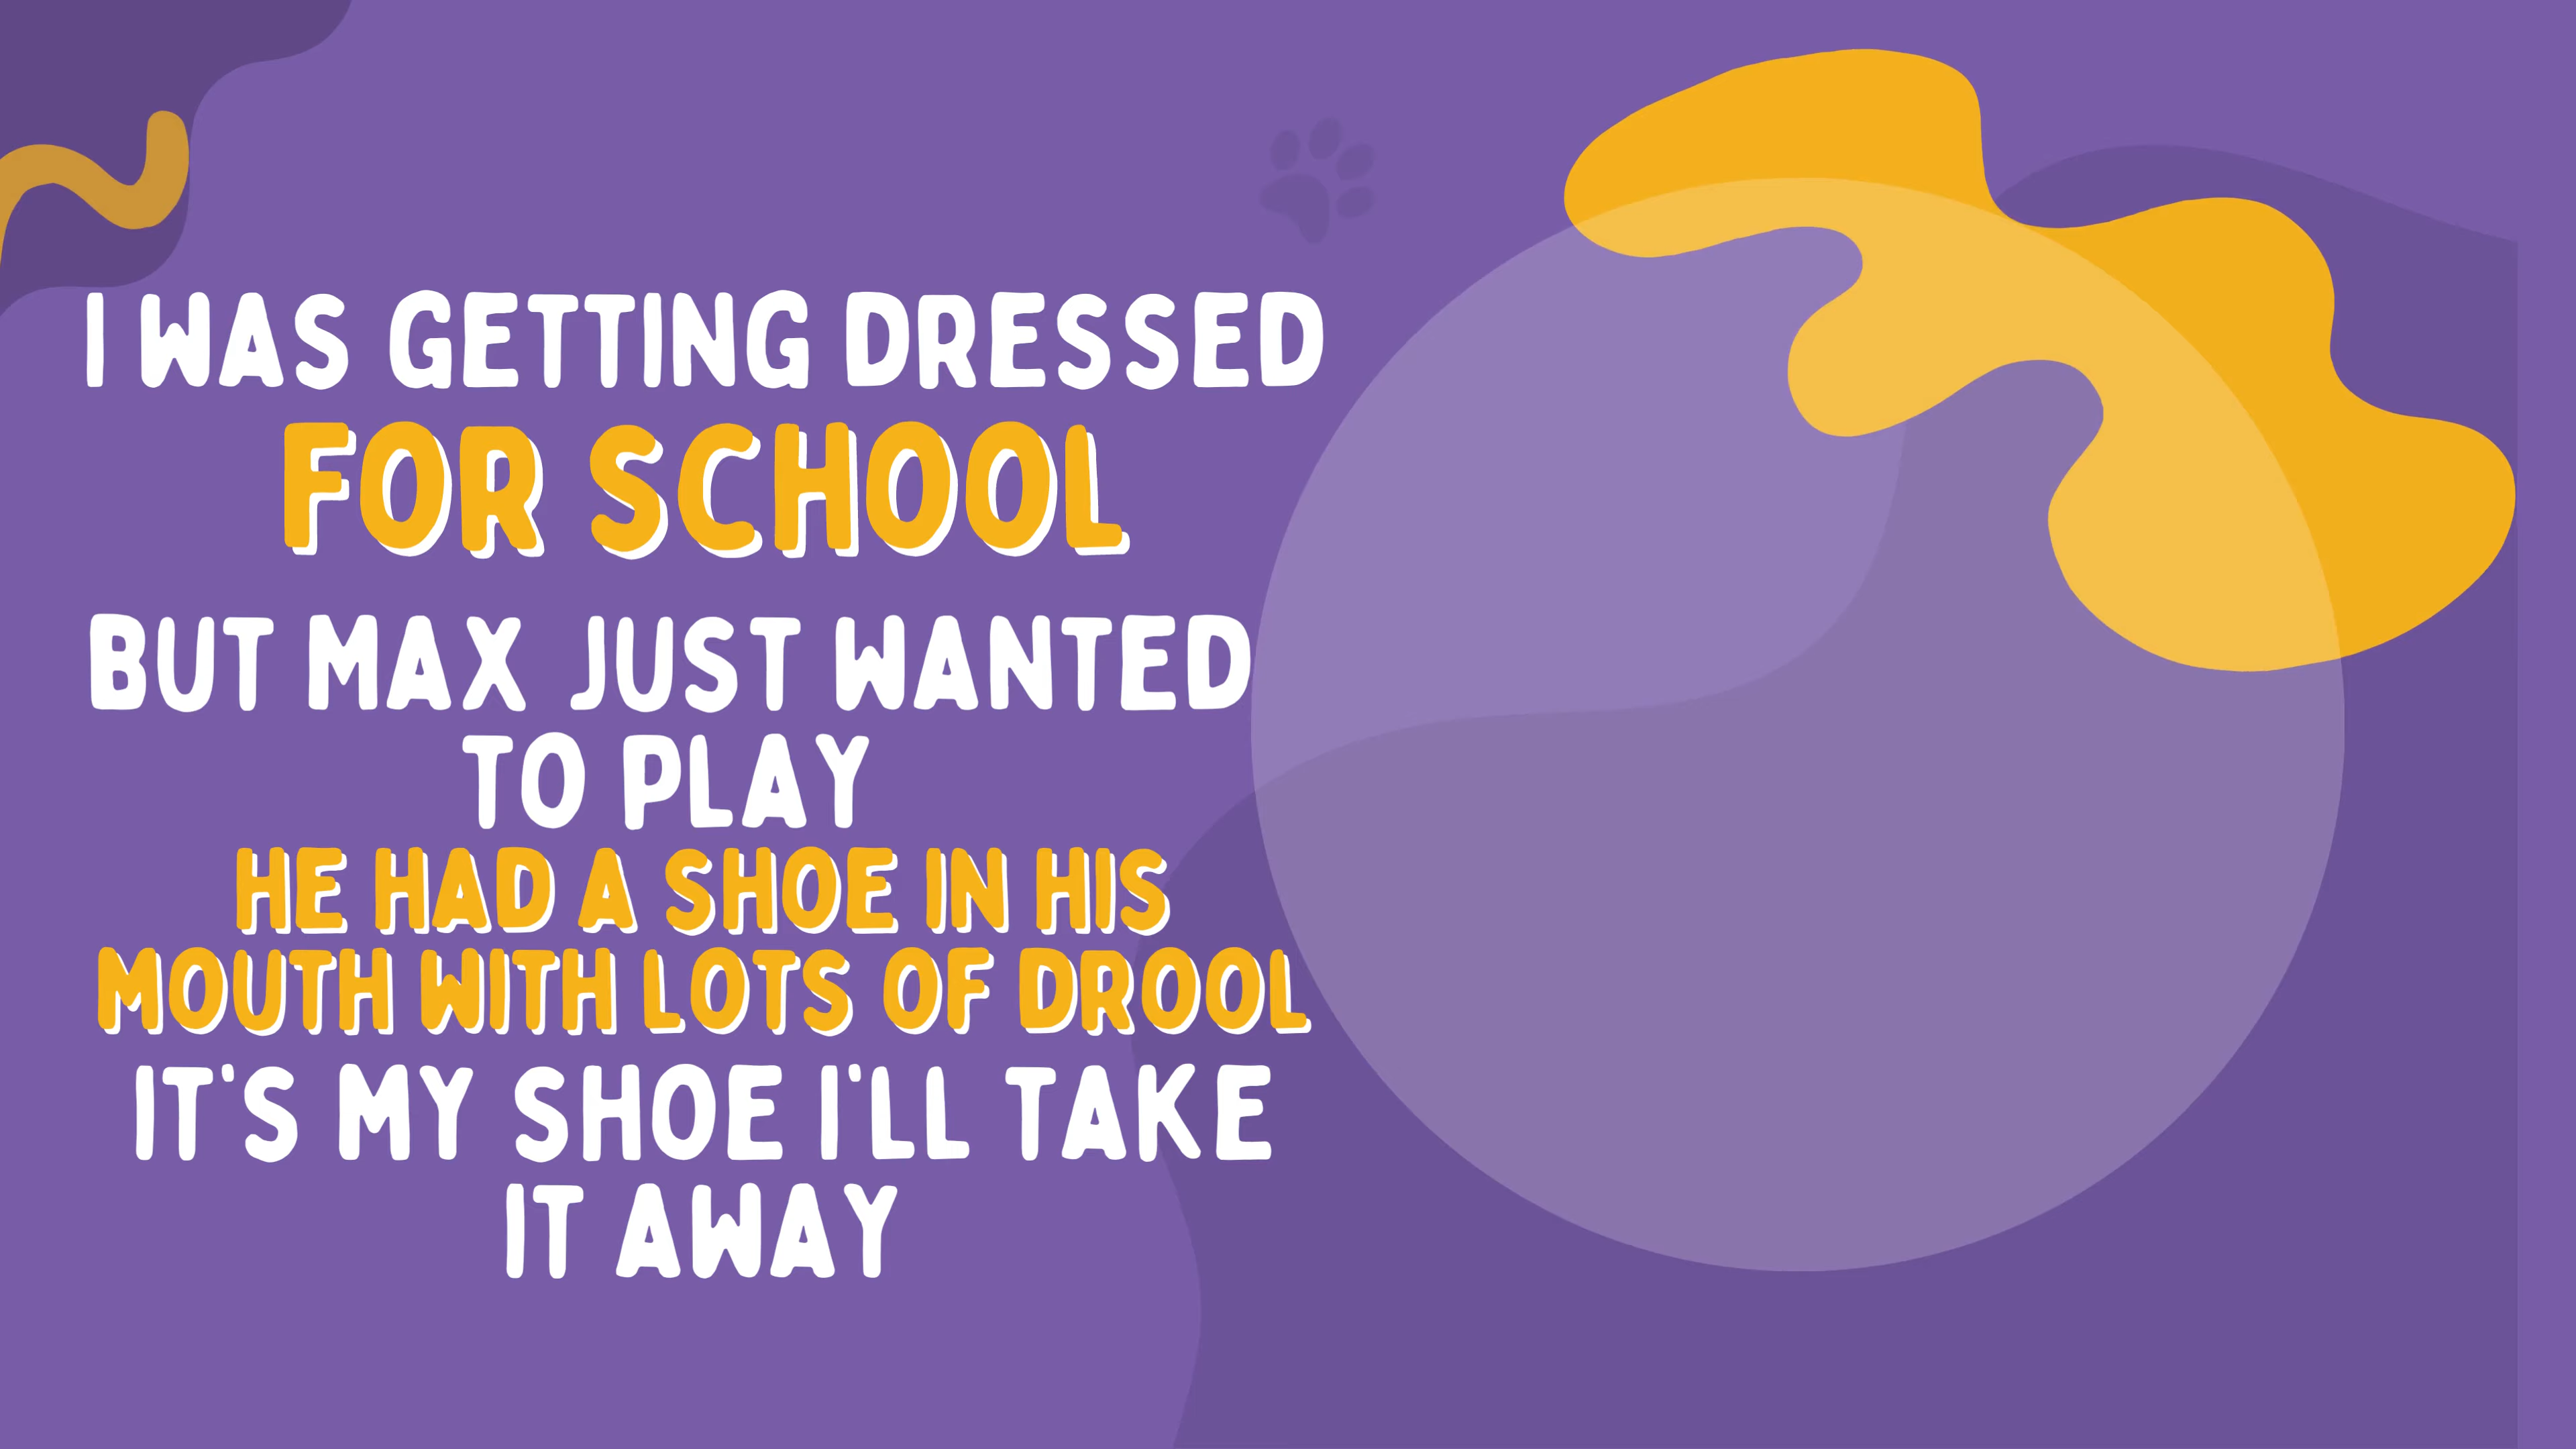 I WAS GETTING DRESSED
FOR SCHOOL
BUT MAX JUST WANTED
TO PLAY
HE HAD A SHOE IN HIS
MOUTH WITH LOTS OF DROOL
IT'S MY SHOE I'LL TAKE
IT AWAY